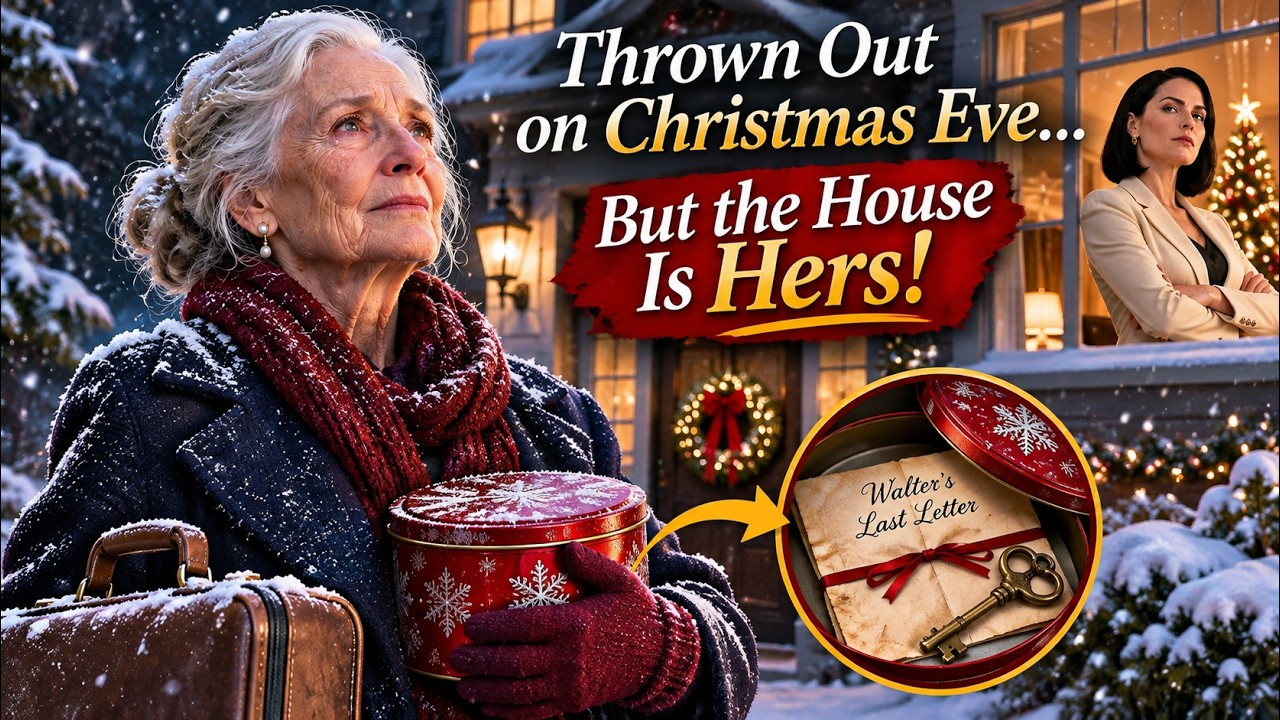 Thrown Out
on Christmas Eve...
But the House
Is Hers!
Walter's
Last Letter